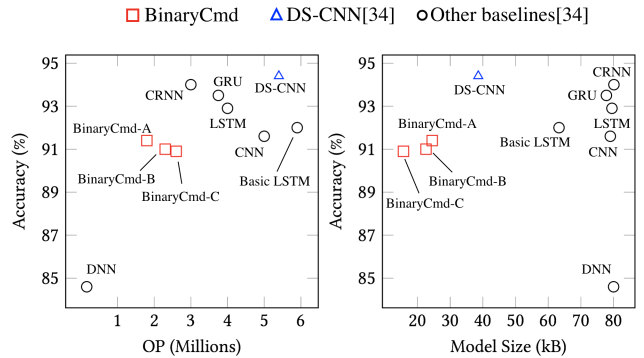 BinaryCmd DS-CNN[34] Other baselines[34]
95
93
91
89
87
85
1 2 3 4 5 6
Accuracy (%)
OP (Millions)
CRNN
GRU
DS-CNN
LSTM
CNN
Basic LSTM
BinaryCmd-A
BinaryCmd-B
BinaryCmd-C
DNN
95
93
91
89
87
85
20 30 40 50 60 70 80
Accuracy (%)
Model Size (kB)
DS-CNN
CRNN
GRU
LSTM
CNN
Basic LSTM
BinaryCmd-A
BinaryCmd-B
BinaryCmd-C
DNN